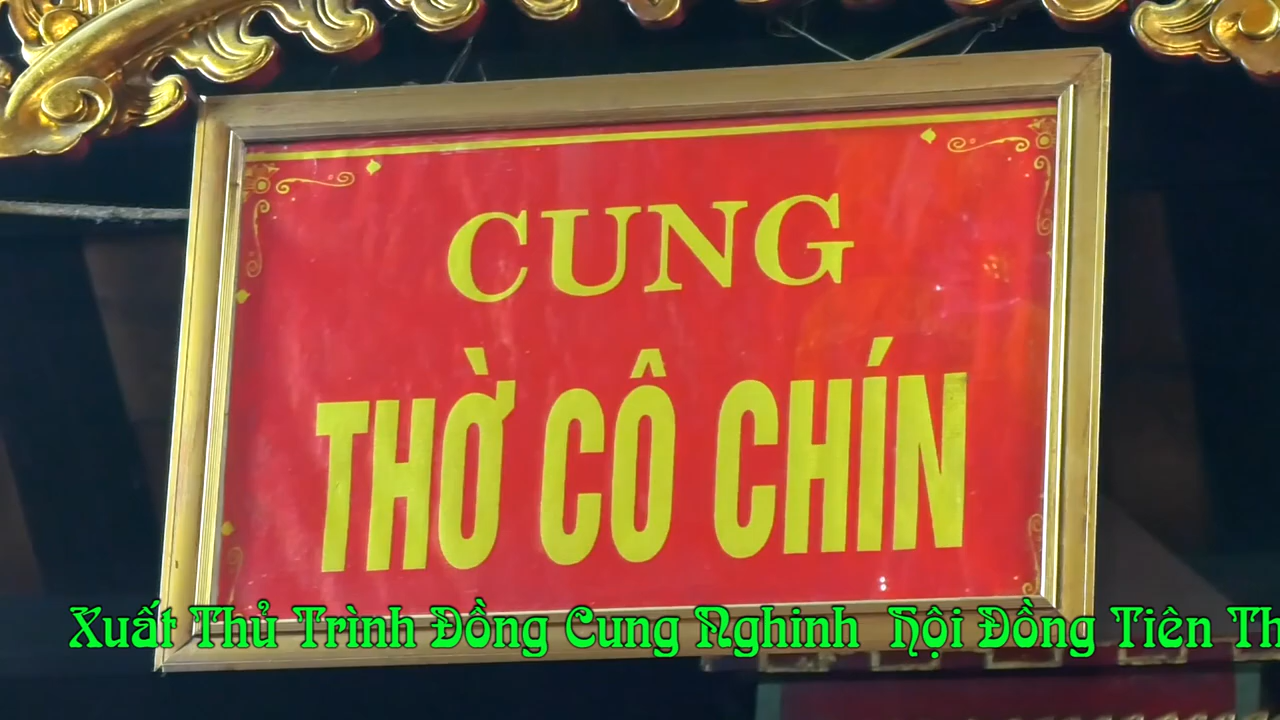 CUNG
THỜ CÔ CHÍN
Xuất Thủ Trình Đồng Cung Nghinh Hội Đồng Tiên